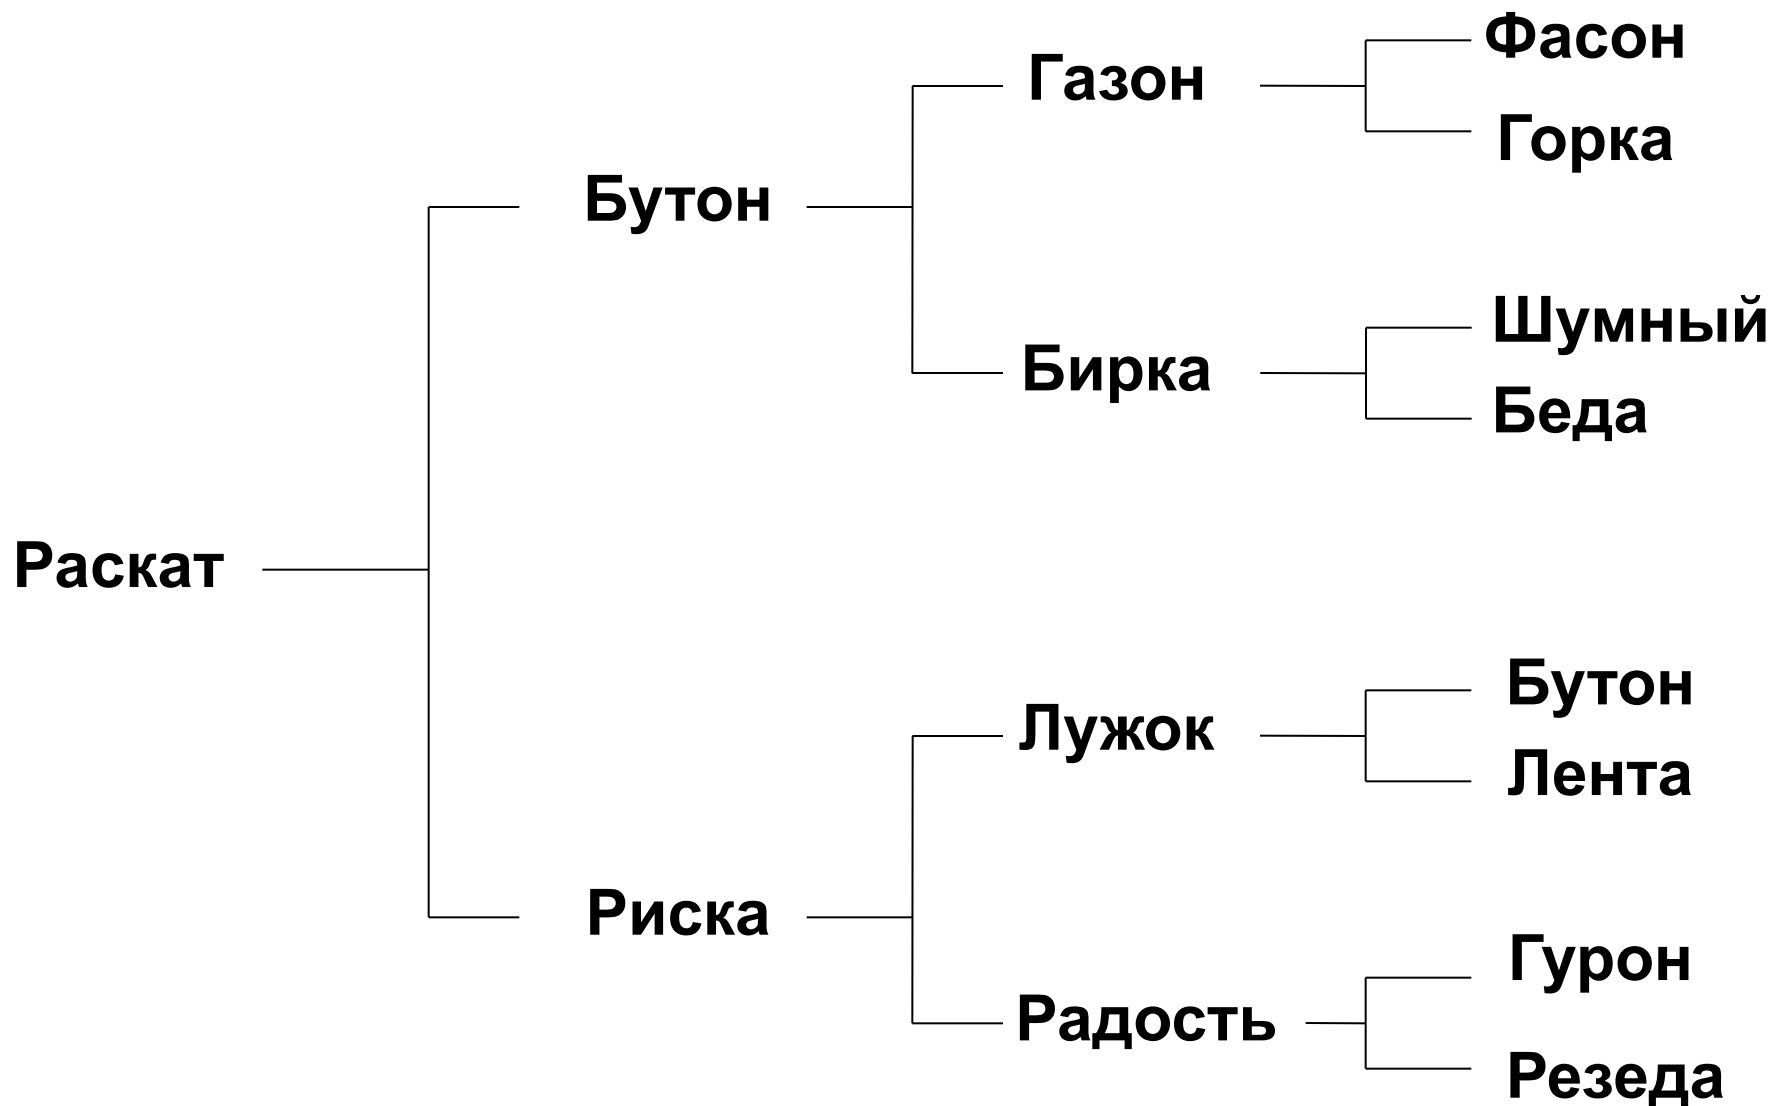 Фасон
Газон
Горка
Бутон
Шумный
Бирка
Беда
Раскат
Бутон
Лужок
Лента
Риска
Гурон
Радость
Резеда